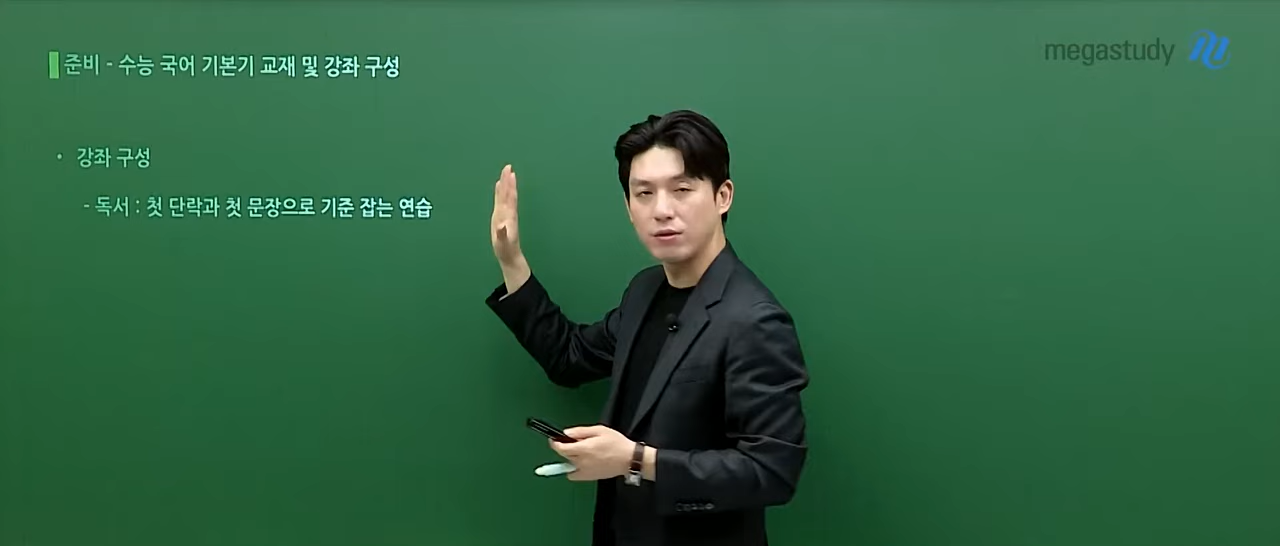 준비 - 수능 국어 기본기 교재 및 강좌 구성
megastudy
• 강좌 구성
- 독서 : 첫 단락과 첫 문장으로 기준 잡는 연습